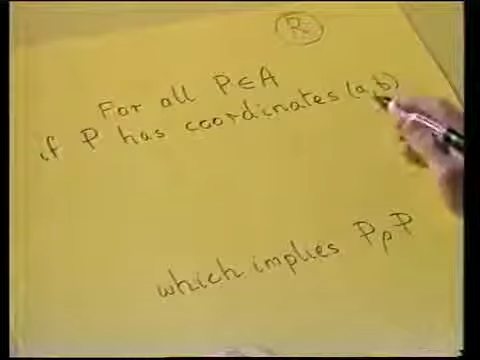 R
For all P∈A
if P has coordinates (a,b)
which implies PρP